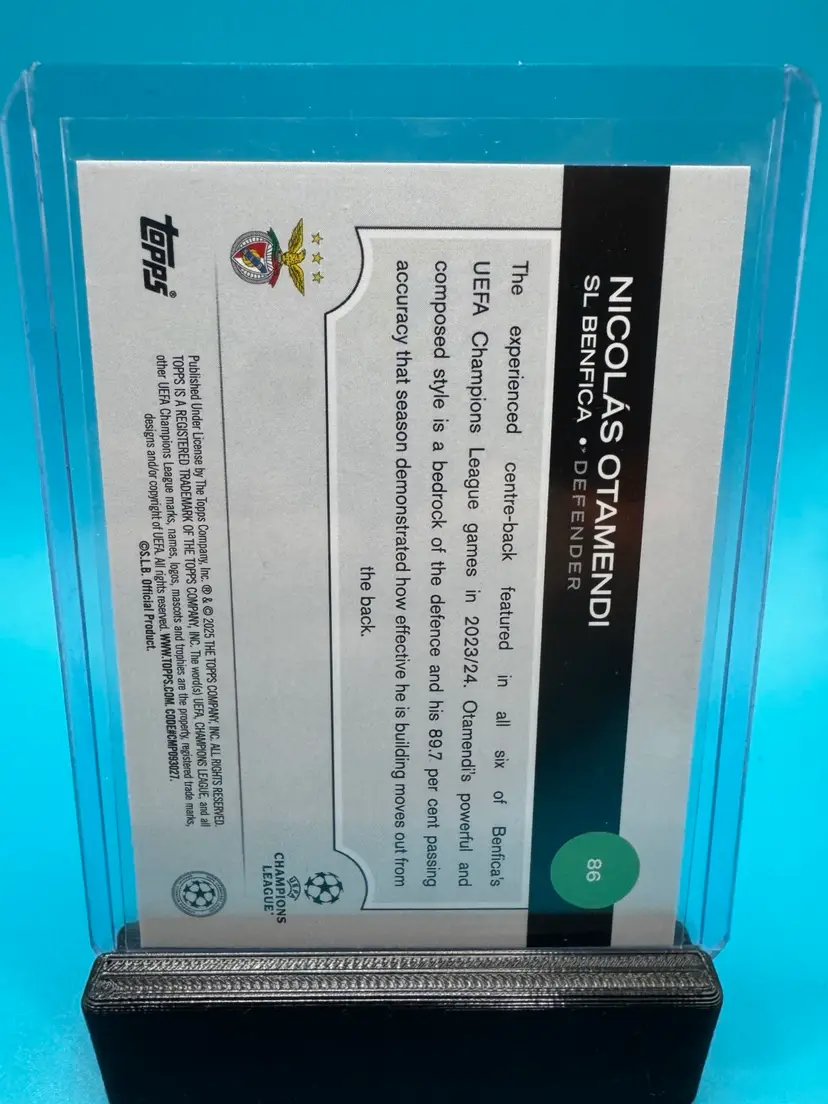 86
NICOLÁS OTAMENDI
SL BENFICA • DEFENDER
The experienced centre-back featured in all six of Benfica's
UEFA Champions League games in 2023/24. Otamendi's powerful and
composed style is a bedrock of the defence and his 89.7 per cent passing
accuracy that season demonstrated how effective he is building moves out from
the back.
UEFA
CHAMPIONS
LEAGUE
topps®
Published Under License by The Topps Company, Inc. ® & © 2025 THE TOPPS COMPANY, INC. ALL RIGHTS RESERVED.
TOPPS IS A REGISTERED TRADEMARK OF THE TOPPS COMPANY, INC. The word(s) UEFA, CHAMPIONS LEAGUE, and all
other UEFA Champions League marks, names, logos, mascots and trophies are the property, registered trade marks,
designs and/or copyright of UEFA. All rights reserved. WWW.TOPPS.COM. CODE#CMP093027.
©S.L.B. Official Product.